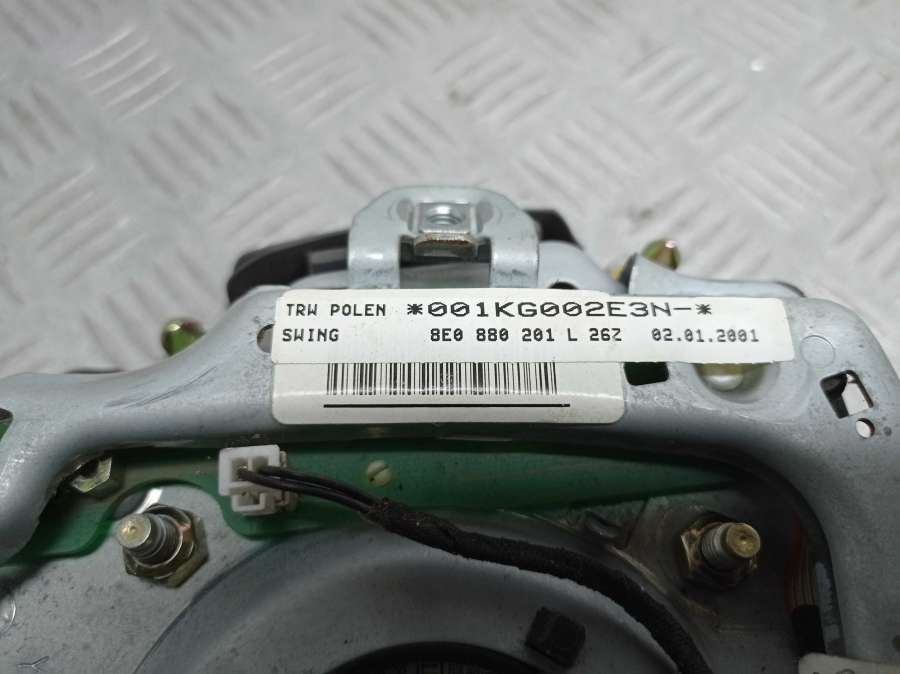 TRW POLEN *001KG002E3N-*
SWING 8E0 880 201 L 26Z 02.01.2001